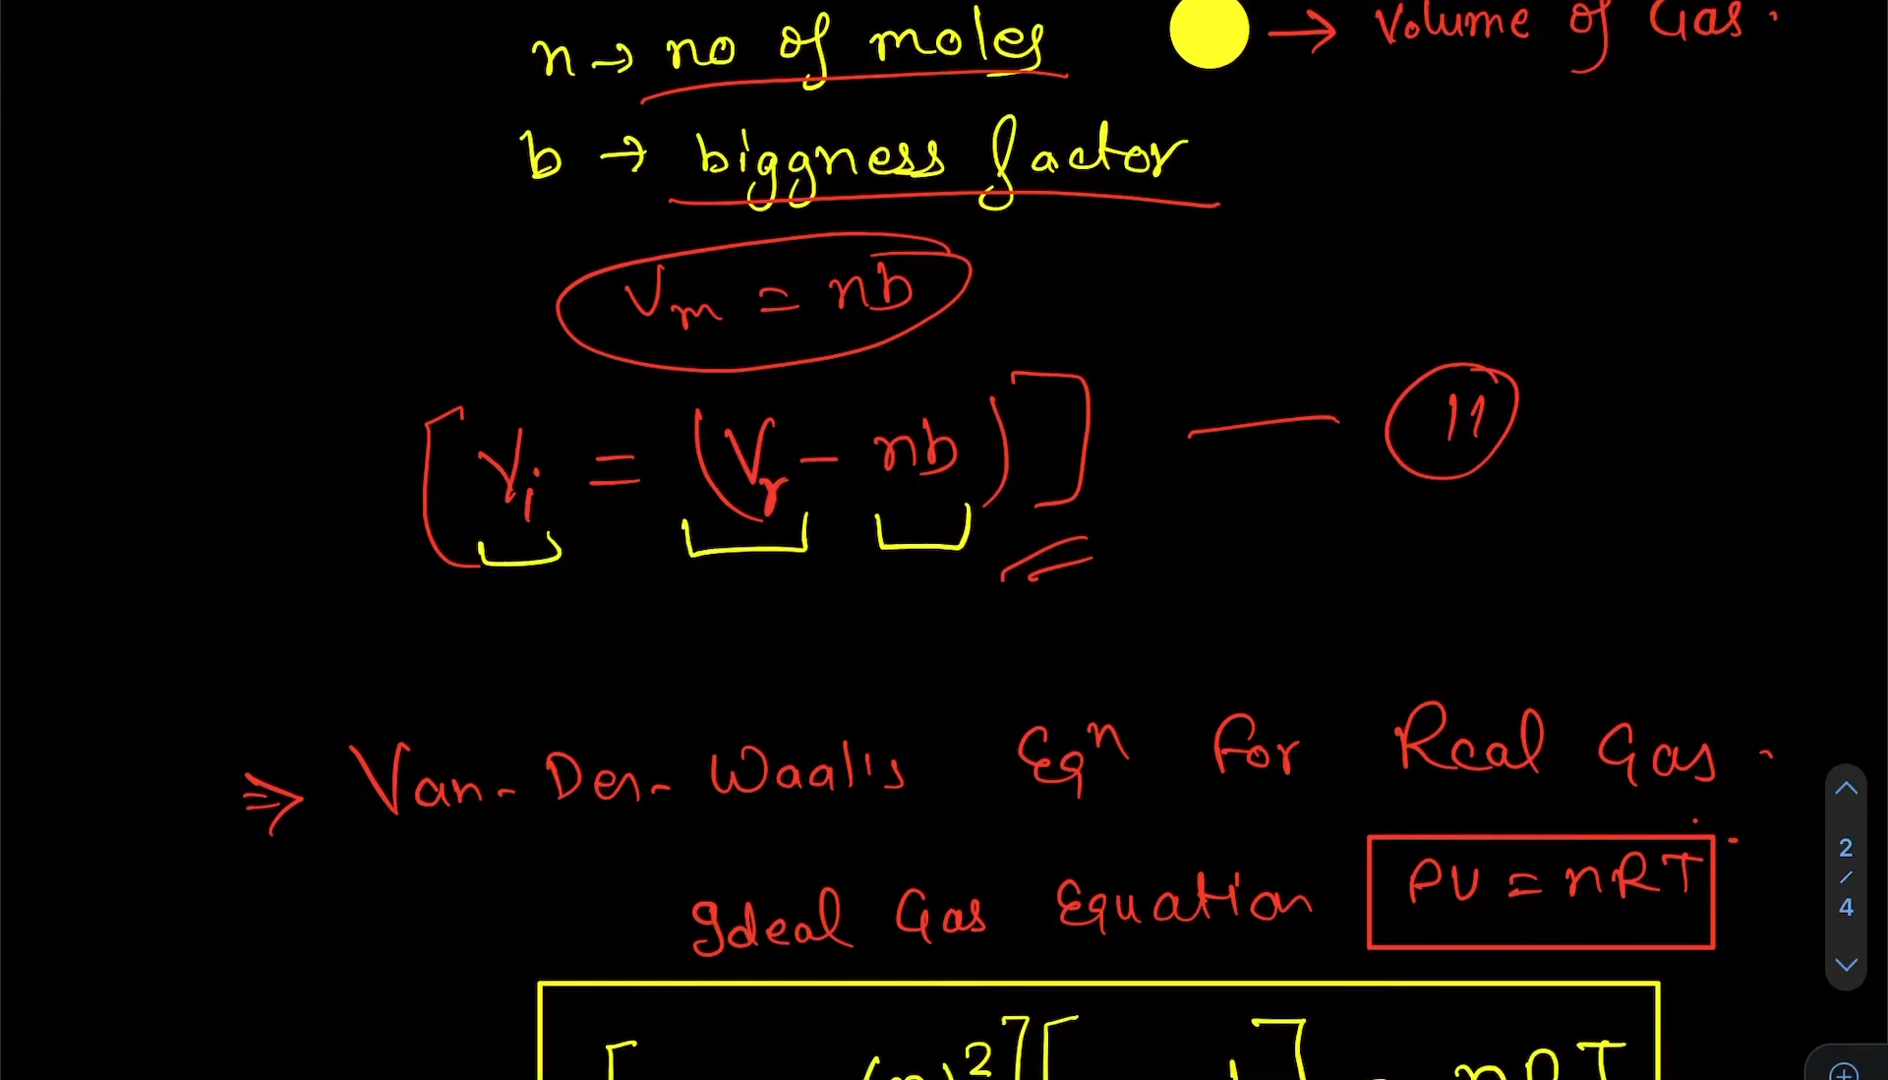 n → no of moles → Volume of Gas.
b → biggness factor
Vm = nb
[Vi = (Vr - nb)] — 11
⇒ Van-Der-Waal's Eqn For Real Gas.
Ideal Gas Equation PV = nRT
2
/
4
nRT